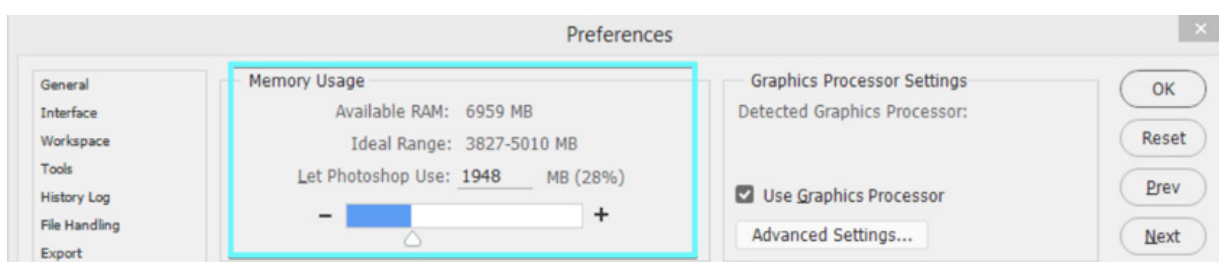 Preferences
×
General
Interface
Workspace
Tools
History Log
File Handling
Export
Memory Usage
Available RAM: 6959 MB
Ideal Range: 3827-5010 MB
Let Photoshop Use: 1948 MB (28%)
− +
Graphics Processor Settings
Detected Graphics Processor:
Use Graphics Processor
Advanced Settings...
OK
Reset
Prev
Next